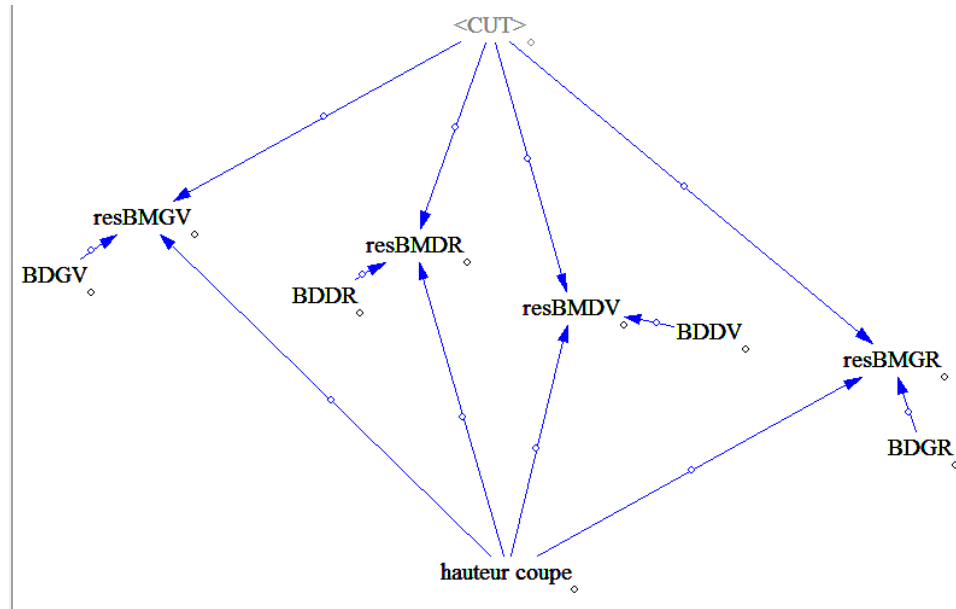 <CUT>
resBMGV
resBMDR
BDGV
BDDR
resBMDV
BDDV
resBMGR
BDGR
hauteur coupe